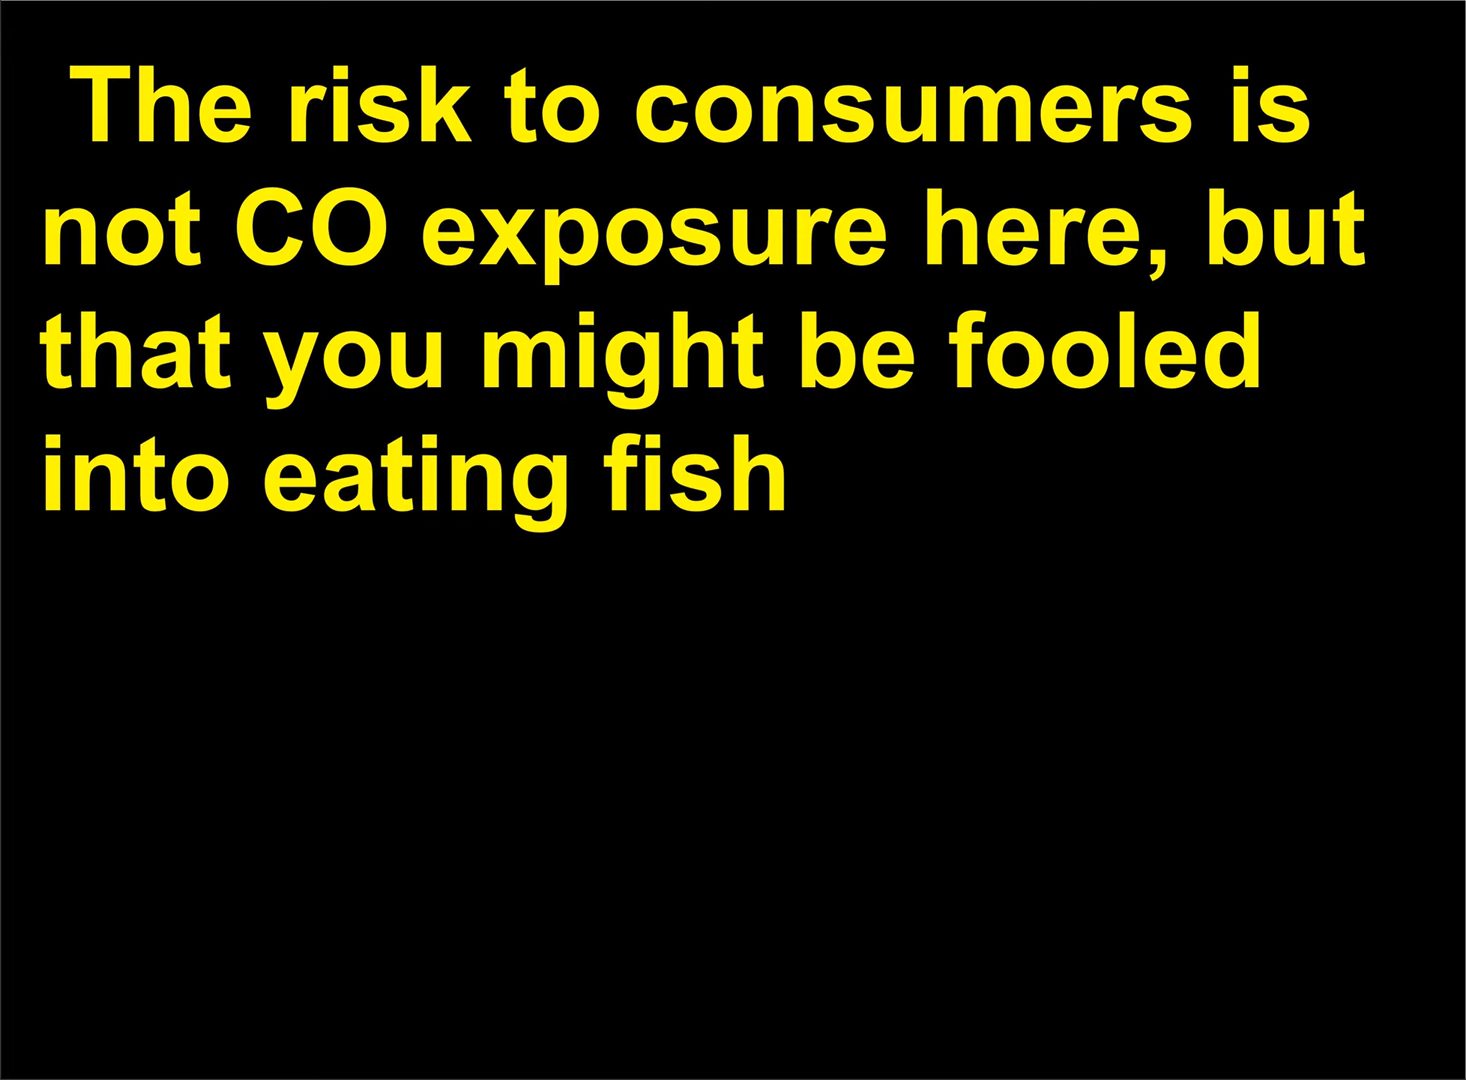 The risk to consumers is
not CO exposure here, but
that you might be fooled
into eating fish